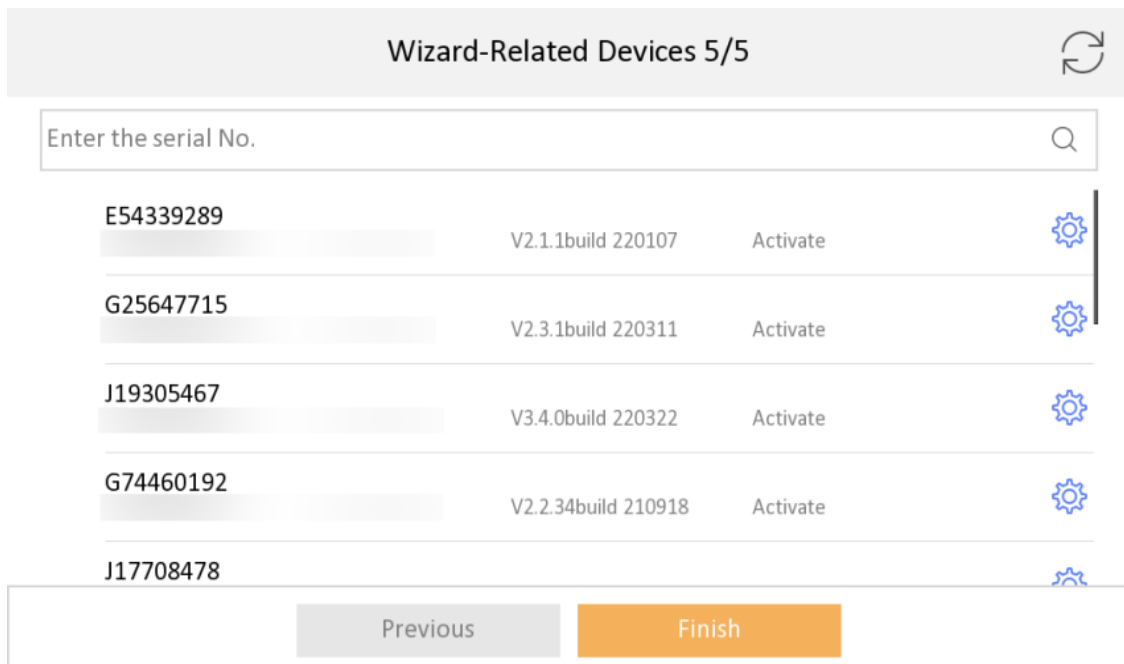 Wizard-Related Devices 5/5
Enter the serial No.
E54339289
V2.1.1build 220107 Activate
G25647715
V2.3.1build 220311 Activate
J19305467
V3.4.0build 220322 Activate
G74460192
V2.2.34build 210918 Activate
J17708478
Previous Finish